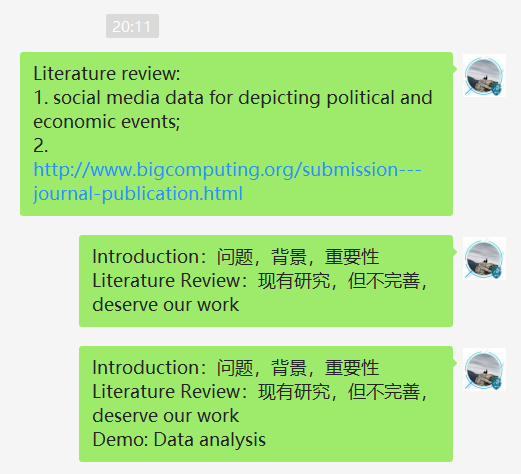 20:11
Literature review:
1. social media data for depicting political and
economic events;
2.
http://www.bigcomputing.org/submission---
journal-publication.html
Introduction：问题，背景，重要性
Literature Review：现有研究，但不完善，
deserve our work
Introduction：问题，背景，重要性
Literature Review：现有研究，但不完善，
deserve our work
Demo: Data analysis